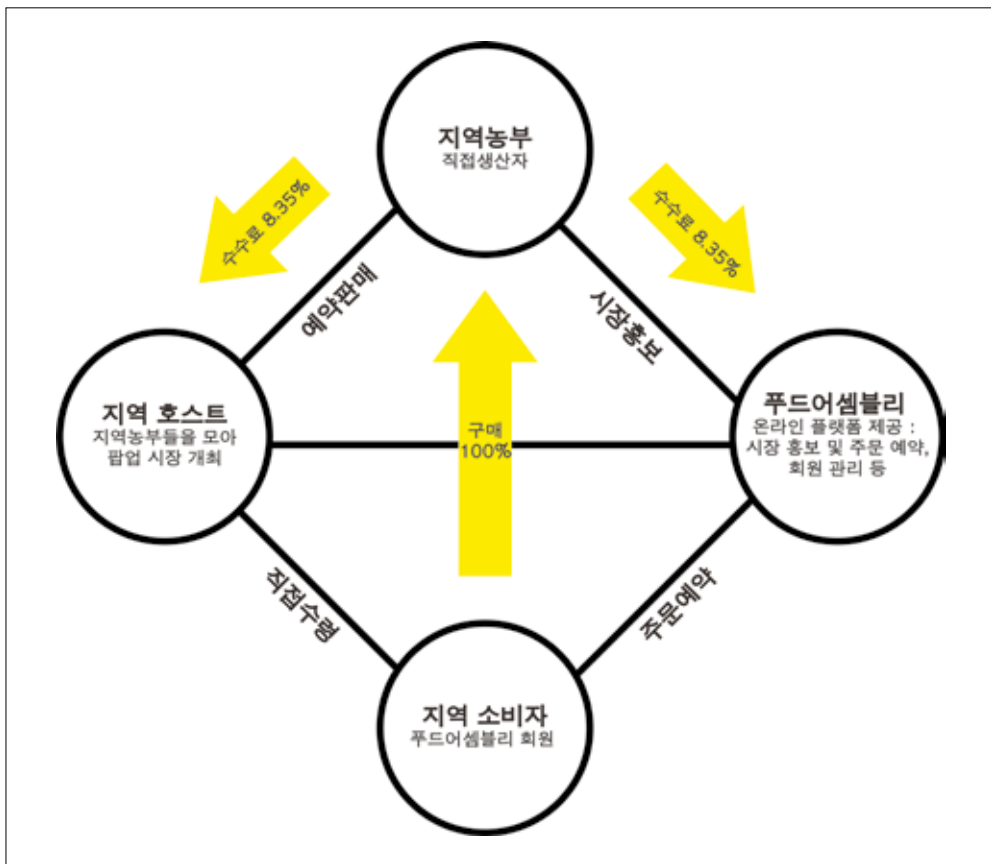 지역농부
직접생산자
수수료 8.35%
수수료 8.35%
예약판매
시장홍보
지역 호스트
지역농부들을 모아
팝업 시장 개최
구매
100%
푸드어셈블리
온라인 플랫폼 제공 :
시장 홍보 및 주문 예약,
회원 관리 등
직접수령
주문예약
지역 소비자
푸드어셈블리 회원